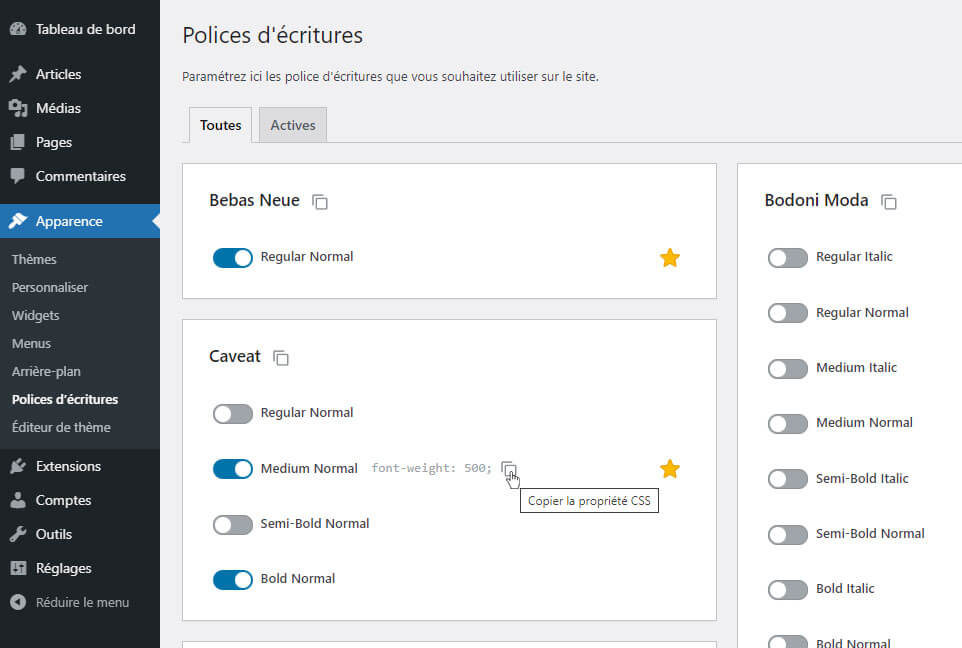 Tableau de bord
Articles
Médias
Pages
Commentaires
Apparence
Thèmes
Personnaliser
Widgets
Menus
Arrière-plan
Polices d'écritures
Éditeur de thème
Extensions
Comptes
Outils
Réglages
Réduire le menu
Polices d'écritures
Paramétrez ici les police d'écritures que vous souhaitez utiliser sur le site.
Toutes
Actives
Bebas Neue
Regular Normal
Caveat
Regular Normal
Medium Normal font-weight: 500;
Copier la propriété CSS
Semi-Bold Normal
Bold Normal
Bodoni Moda
Regular Italic
Regular Normal
Medium Italic
Medium Normal
Semi-Bold Italic
Semi-Bold Normal
Bold Italic
Bold Normal